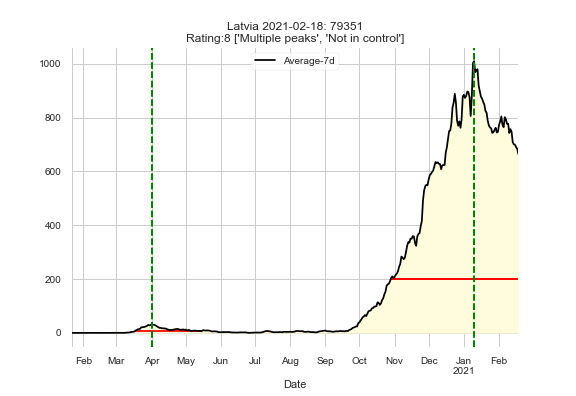 Latvia 2021-02-18: 79351
Rating:8 ['Multiple peaks', 'Not in control']
Average-7d
1000
800
600
400
200
0
Feb Mar Apr May Jun Jul Aug Sep Oct Nov Dec Jan Feb
2021
Date